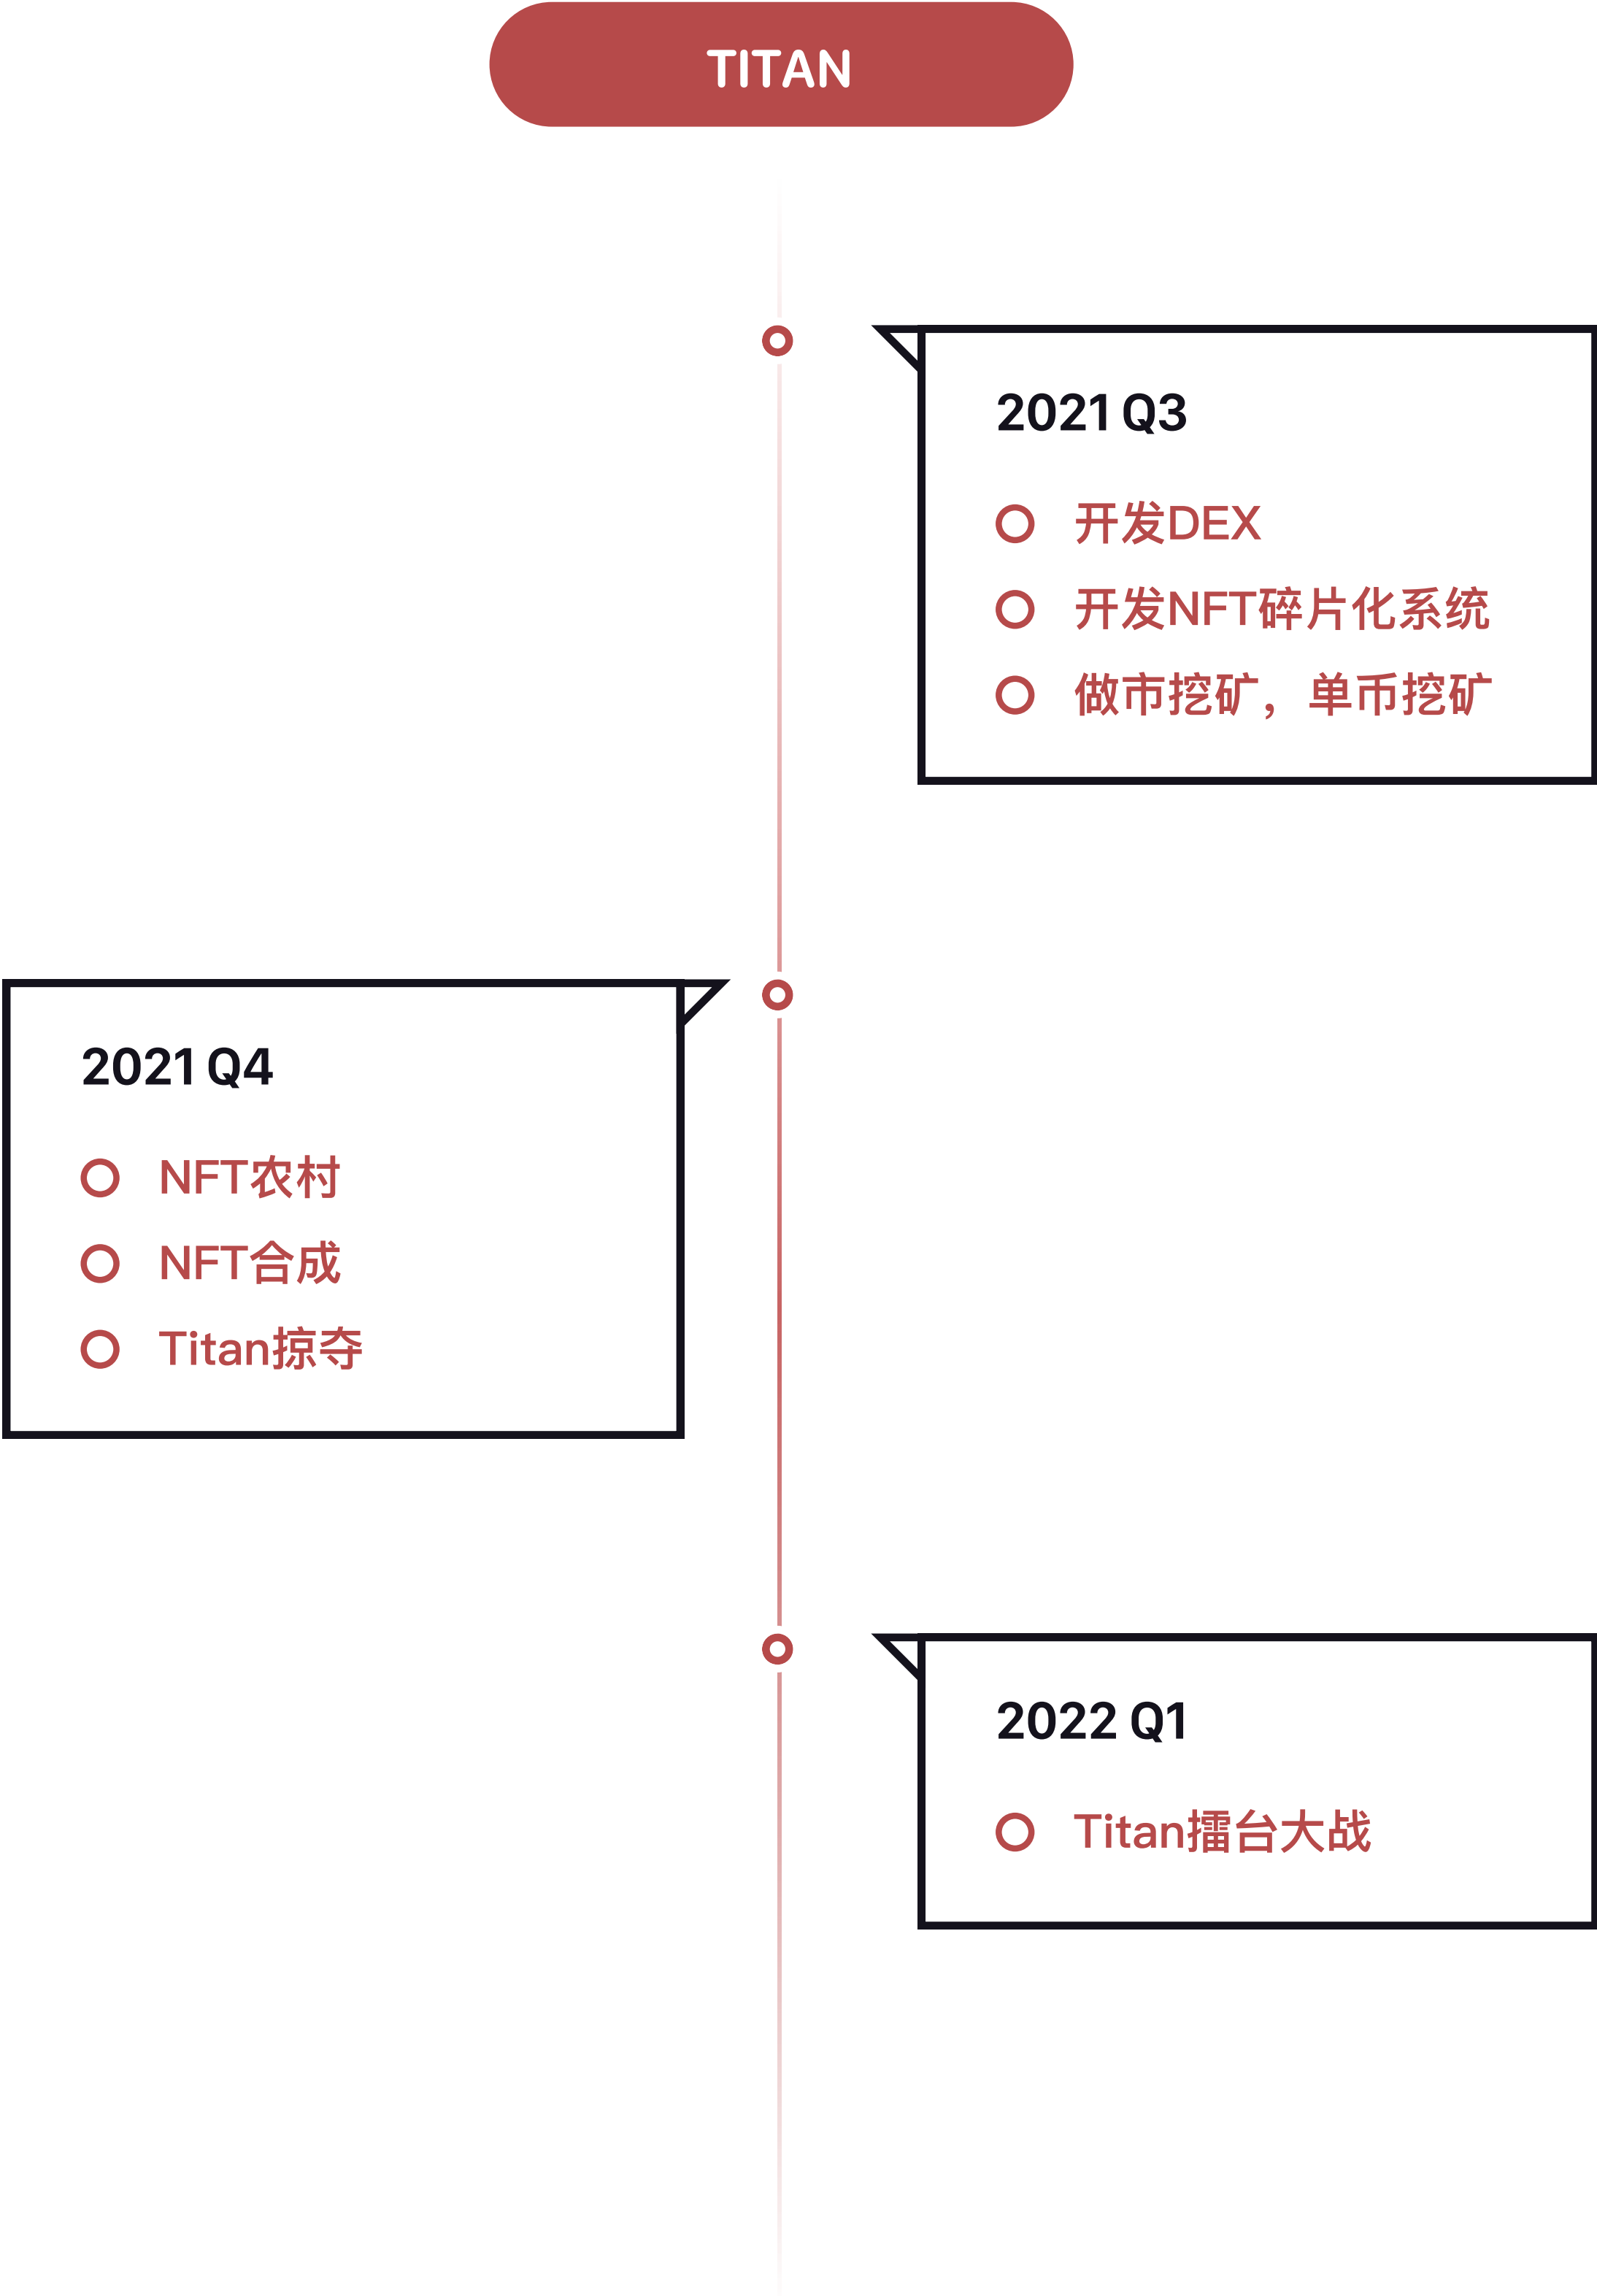 TITAN
2021 Q3
开发DEX
开发NFT碎片化系统
做市挖矿，单币挖矿
2021 Q4
NFT农村
NFT合成
Titan掠夺
2022 Q1
Titan擂台大战